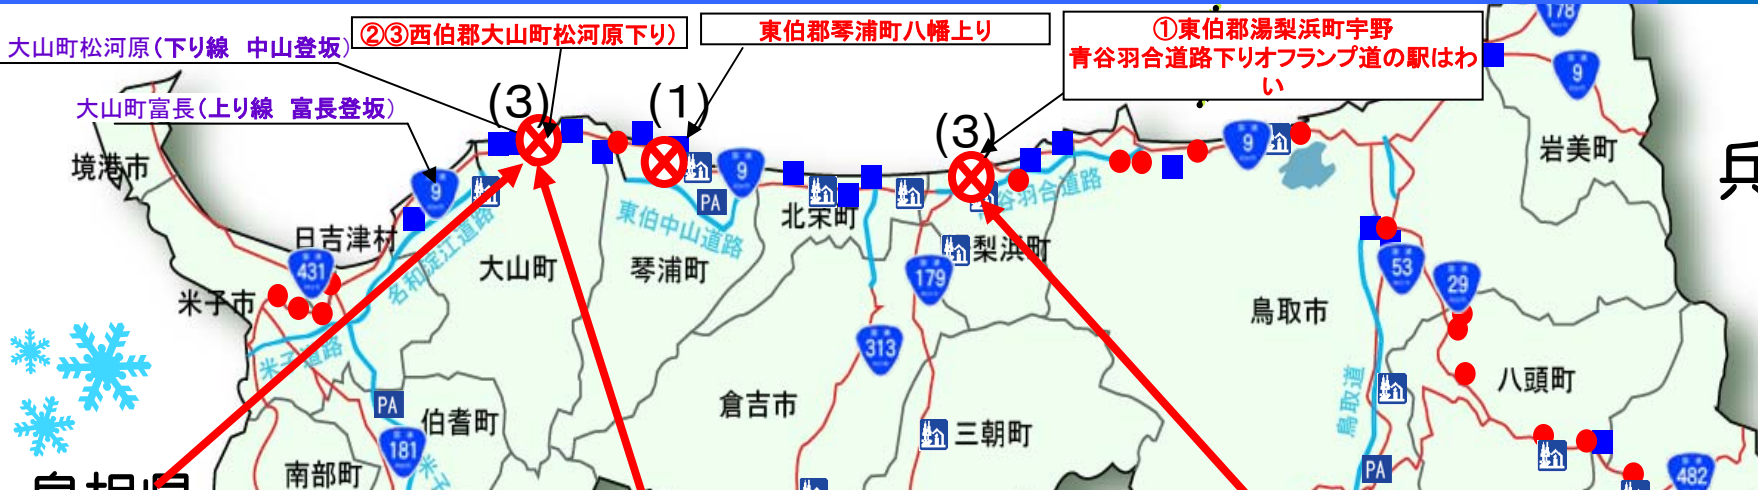 大山町松河原(下り線　中山登坂)
②③西伯郡大山町松河原下り)
東伯郡琴浦町八幡上り
①東伯郡湯梨浜町宇野
青谷羽合道路下りオフランプ道の駅はわ
い
大山町富長(上り線　富長登坂)
(3)
(1)
(3)
178
9
9
9
9
境港市
岩美町
兵
PA
東伯中山道路
北栄町
谷羽合道路
日吉津村
名和淀江道路
大山町
琴浦町
梨浜町
431
179
53
29
米子市
鳥取市
313
米子道路
鳥取道
八頭町
PA
伯耆町
倉吉市
三朝町
181
南部町
米子
PA
482